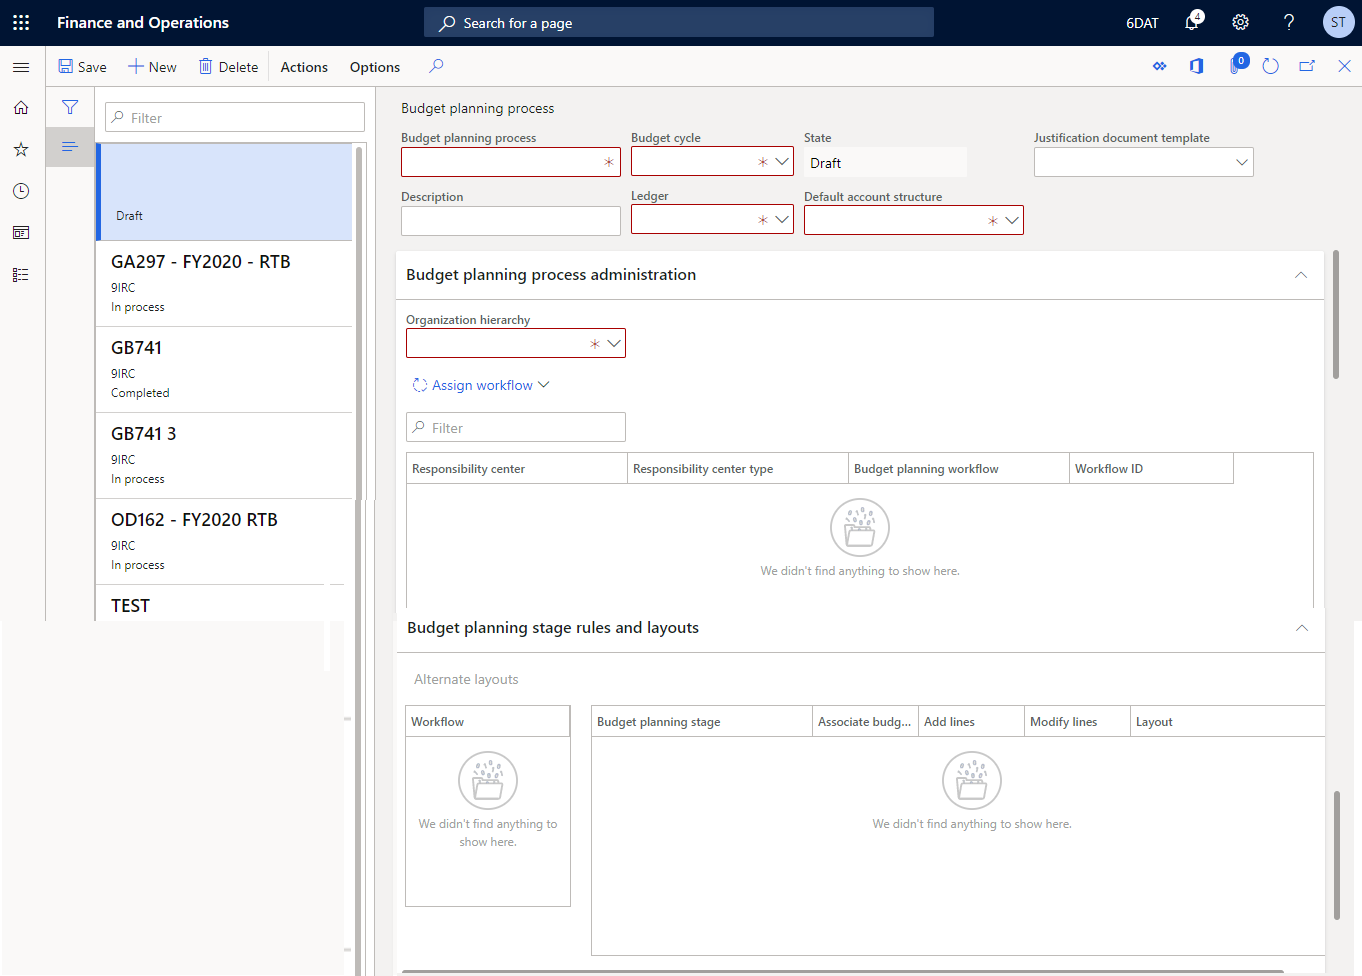 Finance and Operations
Search for a page
6DAT
4
ST
Save
New
Delete
Actions
Options
0
Filter
Draft
GA297 - FY2020 - RTB
9IRC
In process
GB741
9IRC
Completed
GB741 3
9IRC
In process
OD162 - FY2020 RTB
9IRC
In process
TEST
Budget planning process
Budget planning process
Budget cycle
State
Justification document template
Draft
Description
Ledger
Default account structure
Budget planning process administration
Organization hierarchy
Assign workflow
Filter
Responsibility center
Responsibility center type
Budget planning workflow
Workflow ID
We didn't find anything to show here.
Budget planning stage rules and layouts
Alternate layouts
Workflow
Budget planning stage
Associate budg...
Add lines
Modify lines
Layout
We didn't find anything to
show here.
We didn't find anything to show here.